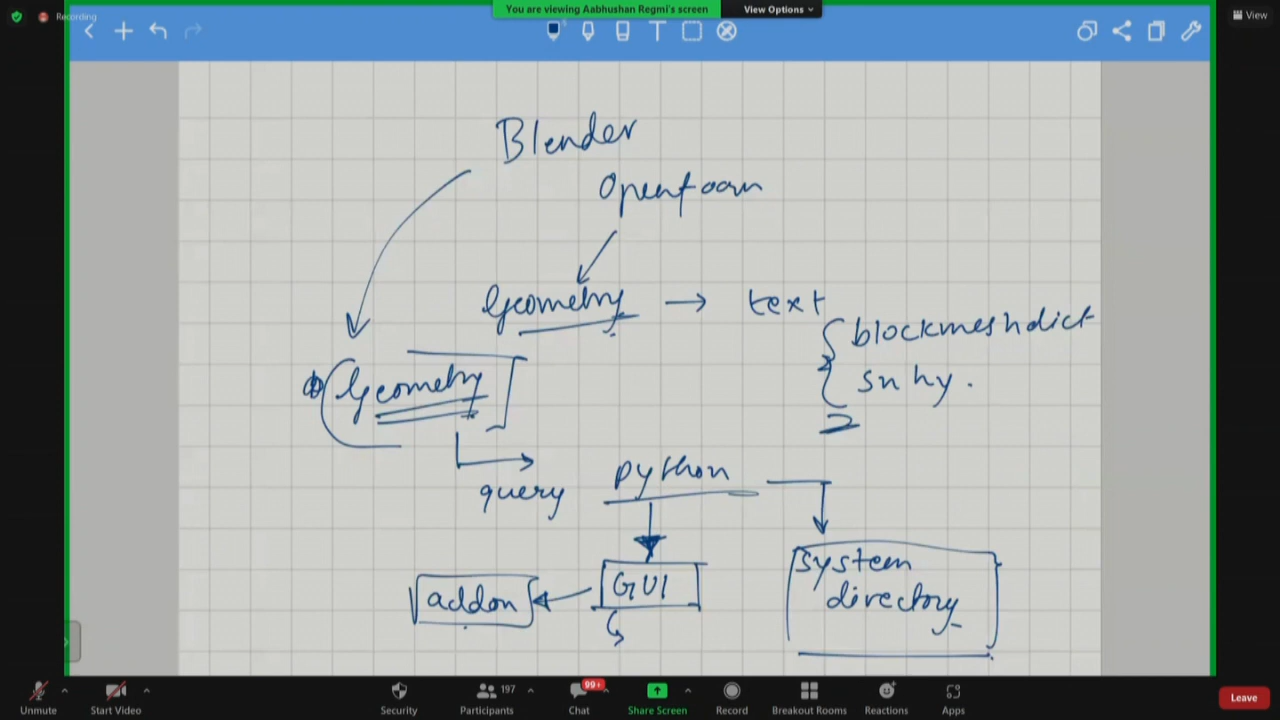 You are viewing Aabhushan Regmi's screen
View Options
Recording
View
Blender
Openfoam
Geometry → text
blockmeshdict
snhy.
Geometry
query
python
system
directory
GUI
addon
Unmute
Start Video
Security
197
Participants
99+
Chat
Share Screen
Record
Breakout Rooms
Reactions
Apps
Leave